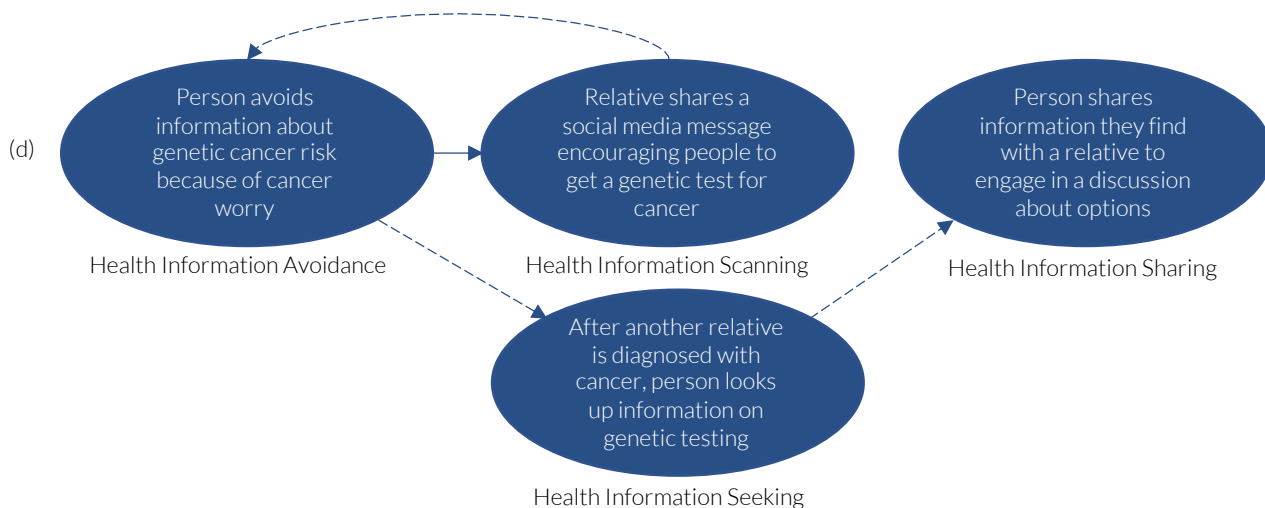 (d)
Person avoids
information about
genetic cancer risk
because of cancer
worry
Health Information Avoidance
Relative shares a
social media message
encouraging people to
get a genetic test for
cancer
Health Information Scanning
Person shares
information they find
with a relative to
engage in a discussion
about options
Health Information Sharing
After another relative
is diagnosed with
cancer, person looks
up information on
genetic testing
Health Information Seeking